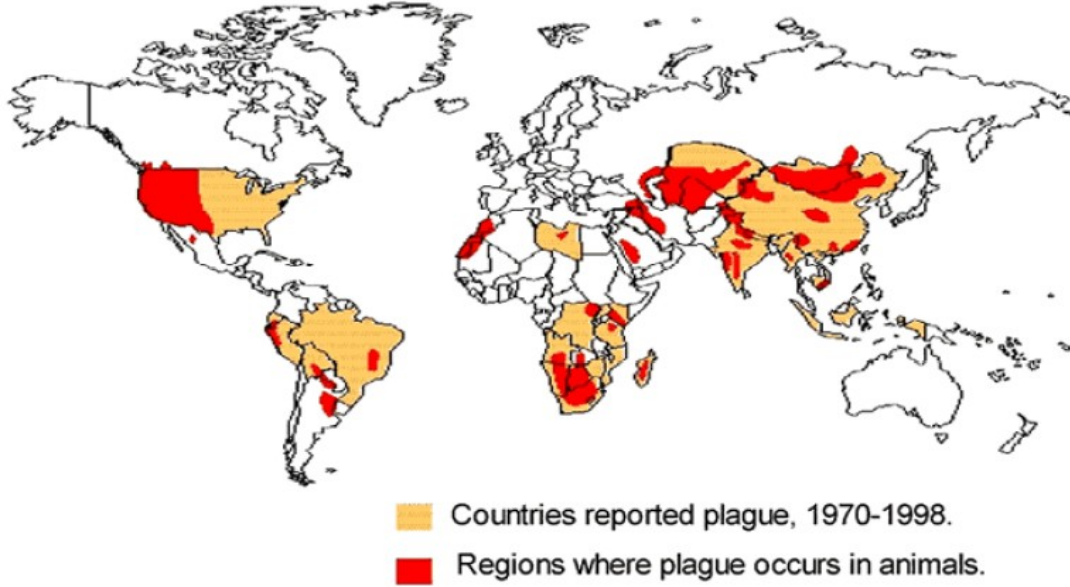 Countries reported plague, 1970-1998.
Regions where plague occurs in animals.